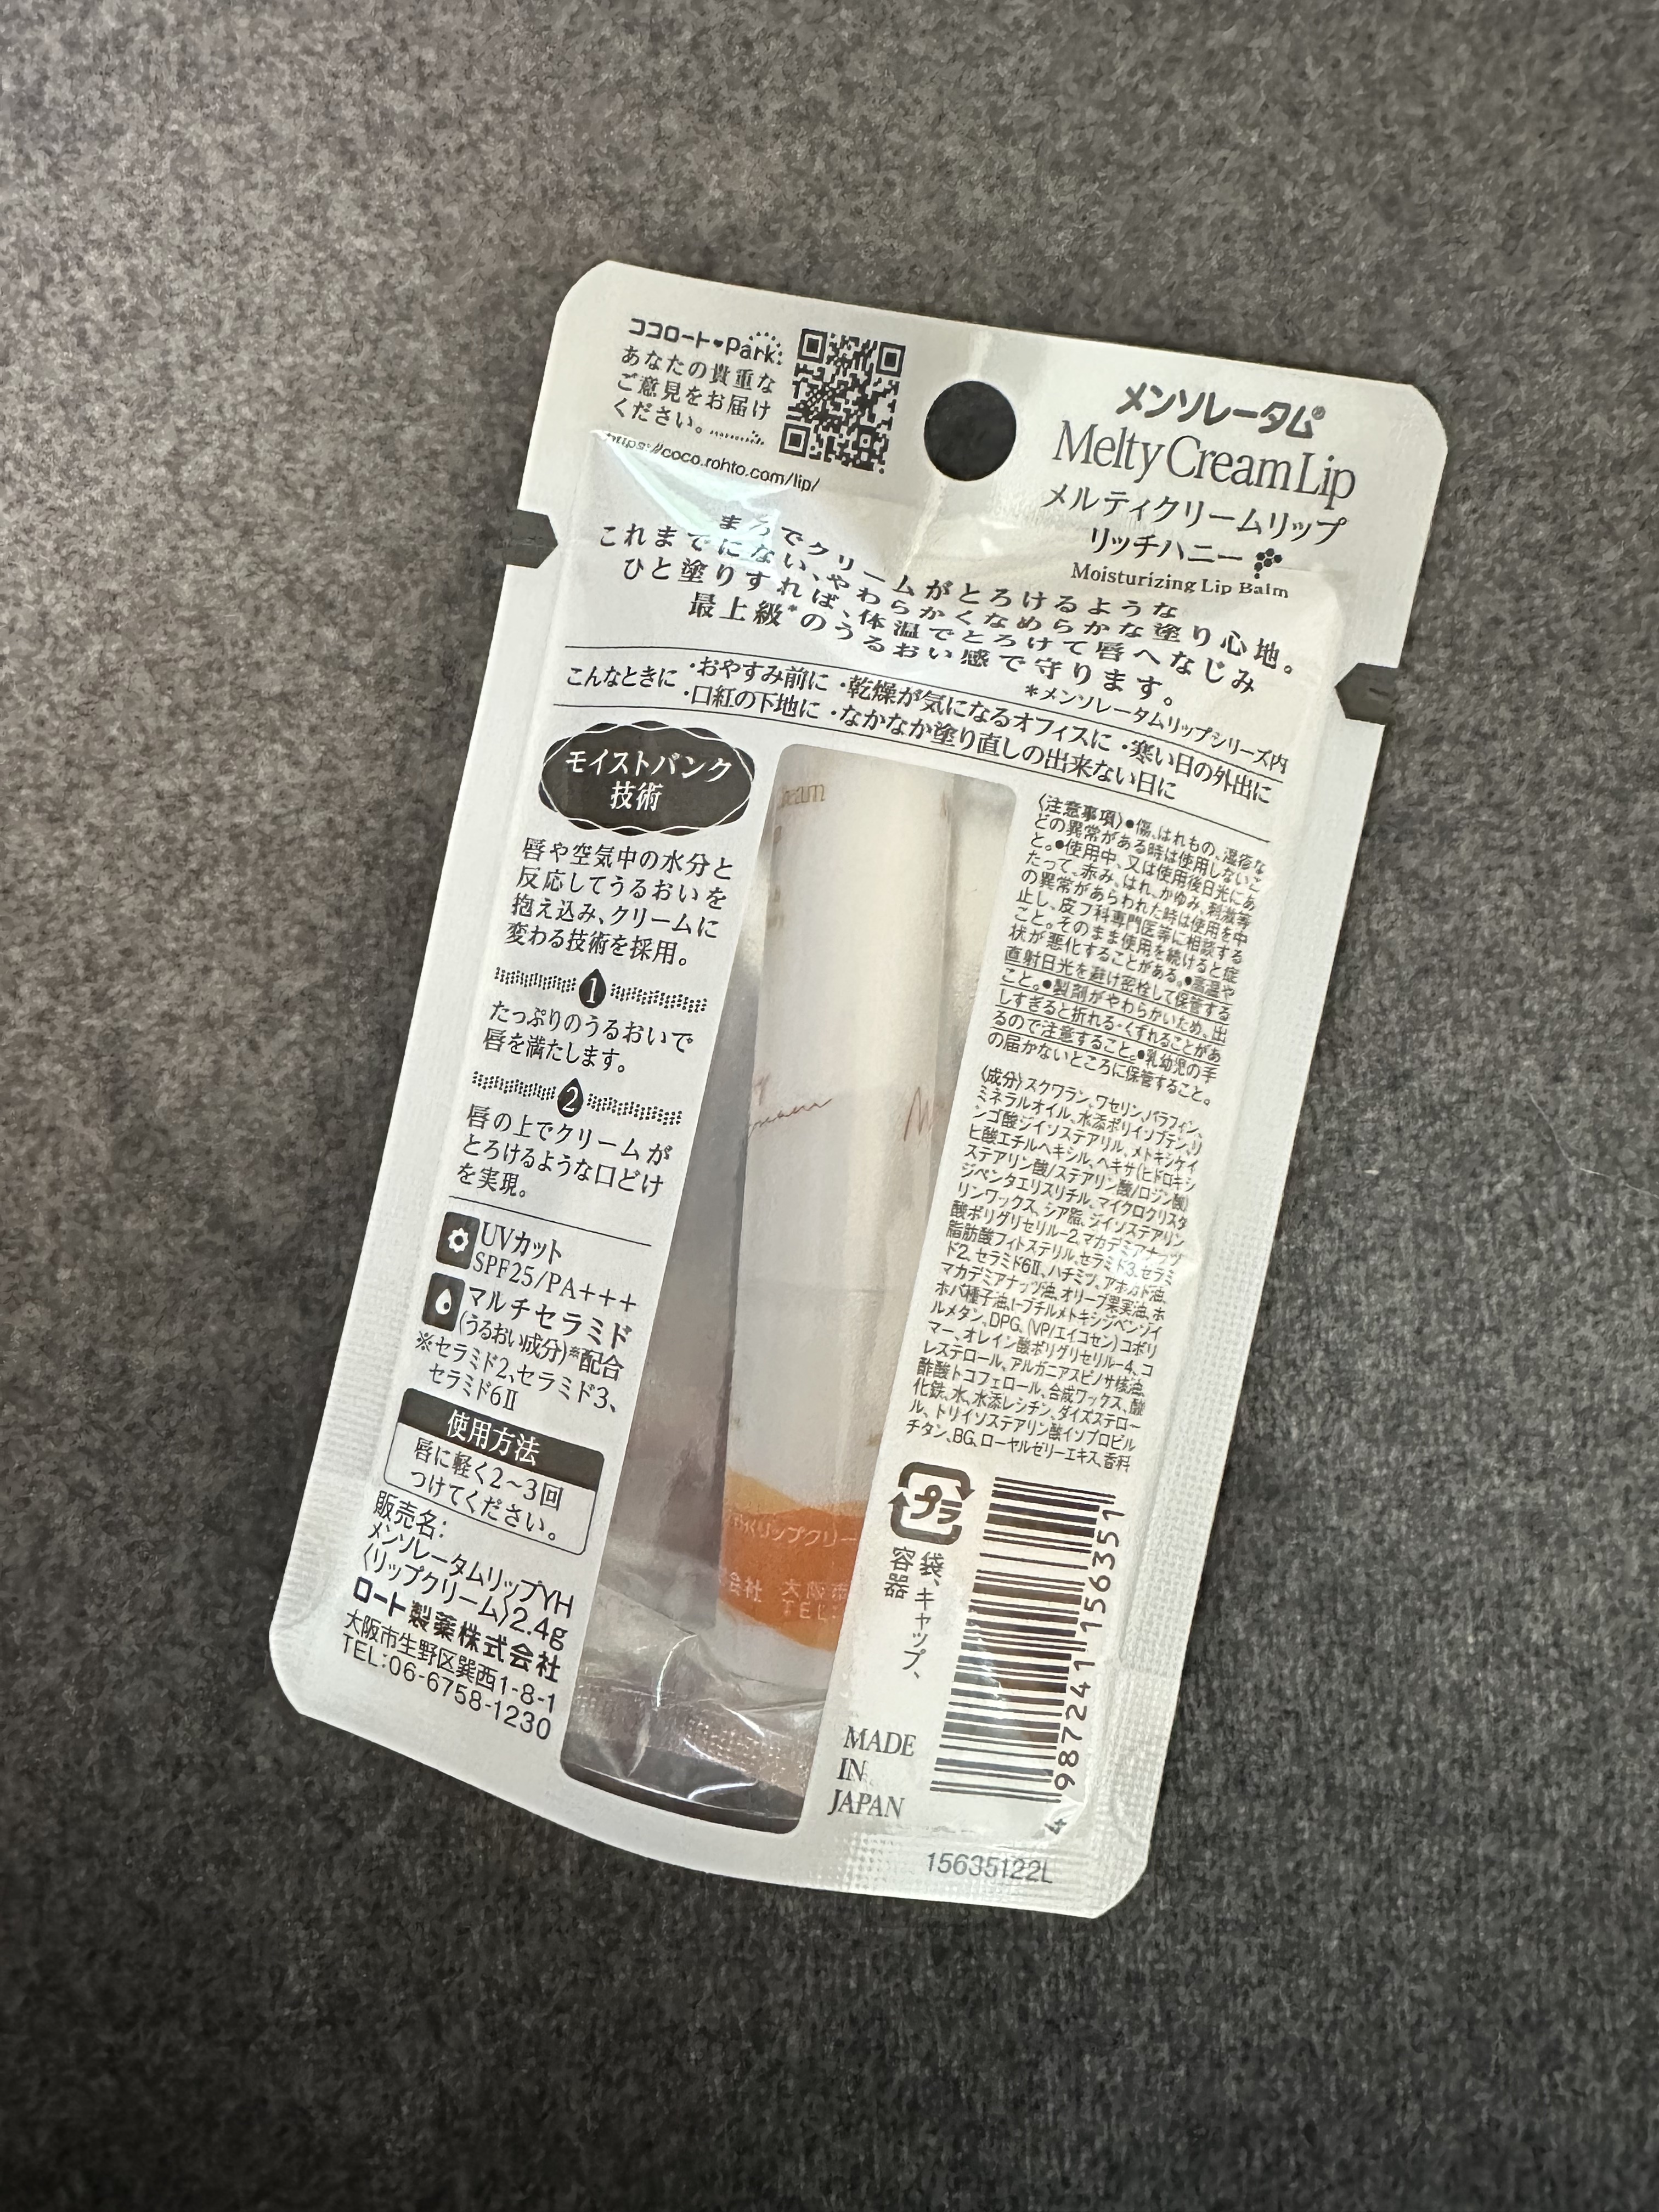 ココロート♥Park
あなたの貴重な
ご意見をお届け
ください。
https://coco.rohto.com/lip/
メンソレータム®
Melty Cream Lip
メルティクリームリップ
リッチハニー
Moisturizing Lip Balm
まるでクリームがとろけるような
これまでにない、やわらかくなめらかな塗り心地。
ひと塗りすれば、体温でとろけて唇へなじみ
最上級*のうるおい感で守ります。
*メンソレータムリップシリーズ内
こんなときに ・おやすみ前に ・乾燥が気になるオフィスに ・寒い日の外出に
・口紅の下地に ・なかなか塗り直しの出来ない日に
モイストバンク
技術
唇や空気中の水分と
反応してうるおいを
抱え込み、クリームに
変わる技術を採用。
1
たっぷりのうるおいで
唇を満たします。
2
唇の上でクリームが
とろけるような口どけ
を実現。
UVカット
SPF25/PA+++
マルチセラミド
(うるおい成分)※配合
※セラミド2、セラミド3、
セラミド6Ⅱ
使用方法
唇に軽く2〜3回
つけてください。
販売名:
メンソレータムリップYH
〈リップクリーム〉2.4g
ロート製薬株式会社
大阪市生野区巽西1-8-1
TEL:06-6758-1230
eam
cream
リップクリー
会社 大阪市
TEL:
〈注意事項〉●傷、はれもの、湿疹な
どの異常がある時は使用しないこ
と。●使用中、又は使用後日光にあ
たって、赤み、はれ、かゆみ、刺激等
の異常があらわれた時は使用を中
止し、皮フ科専門医等に相談する
こと。そのまま使用を続けると症
状が悪化することがある。●高温や
直射日光を避け密栓して保管する
こと。●製剤がやわらかいため、出
しすぎると折れる・くずれることがあ
るので注意すること。●乳幼児の手
の届かないところに保管すること。
〈成分〉スクワラン、ワセリン、パラフィン、
ミネラルオイル、水添ポリイソブテン、リ
ンゴ酸ジイソステアリル、メトキシケイ
ヒ酸エチルヘキシル、ヘキサ(ヒドロキシ
ステアリン酸/ステアリン酸/ロジン酸)
ジペンタエリスリチル、マイクロクリスタ
リンワックス、シア脂、ジイソステアリン
酸ポリグリセリル-2、マカデミアナッツ
脂肪酸フィトステリル、セラミド3、セラミ
ド2、セラミド6Ⅱ、ハチミツ、アボカド油、
マカデミアナッツ油、オリーブ果実油、ホ
ホバ種子油、t-ブチルメトキシジベンゾイ
ルメタン、DPG、(VP/エイコセン)コポリ
マー、オレイン酸ポリグリセリル-4、コ
レステロール、アルガニアスピノサ核油、
酢酸トコフェロール、合成ワックス、酸
化鉄、水、水添レシチン、ダイズステロー
ル、トリイソステアリン酸イソプロピル
チタン、BG、ローヤルゼリーエキス、香料
プラ
袋、キャップ、
容器
MADE
IN
JAPAN
4 987241 156351
15635122L